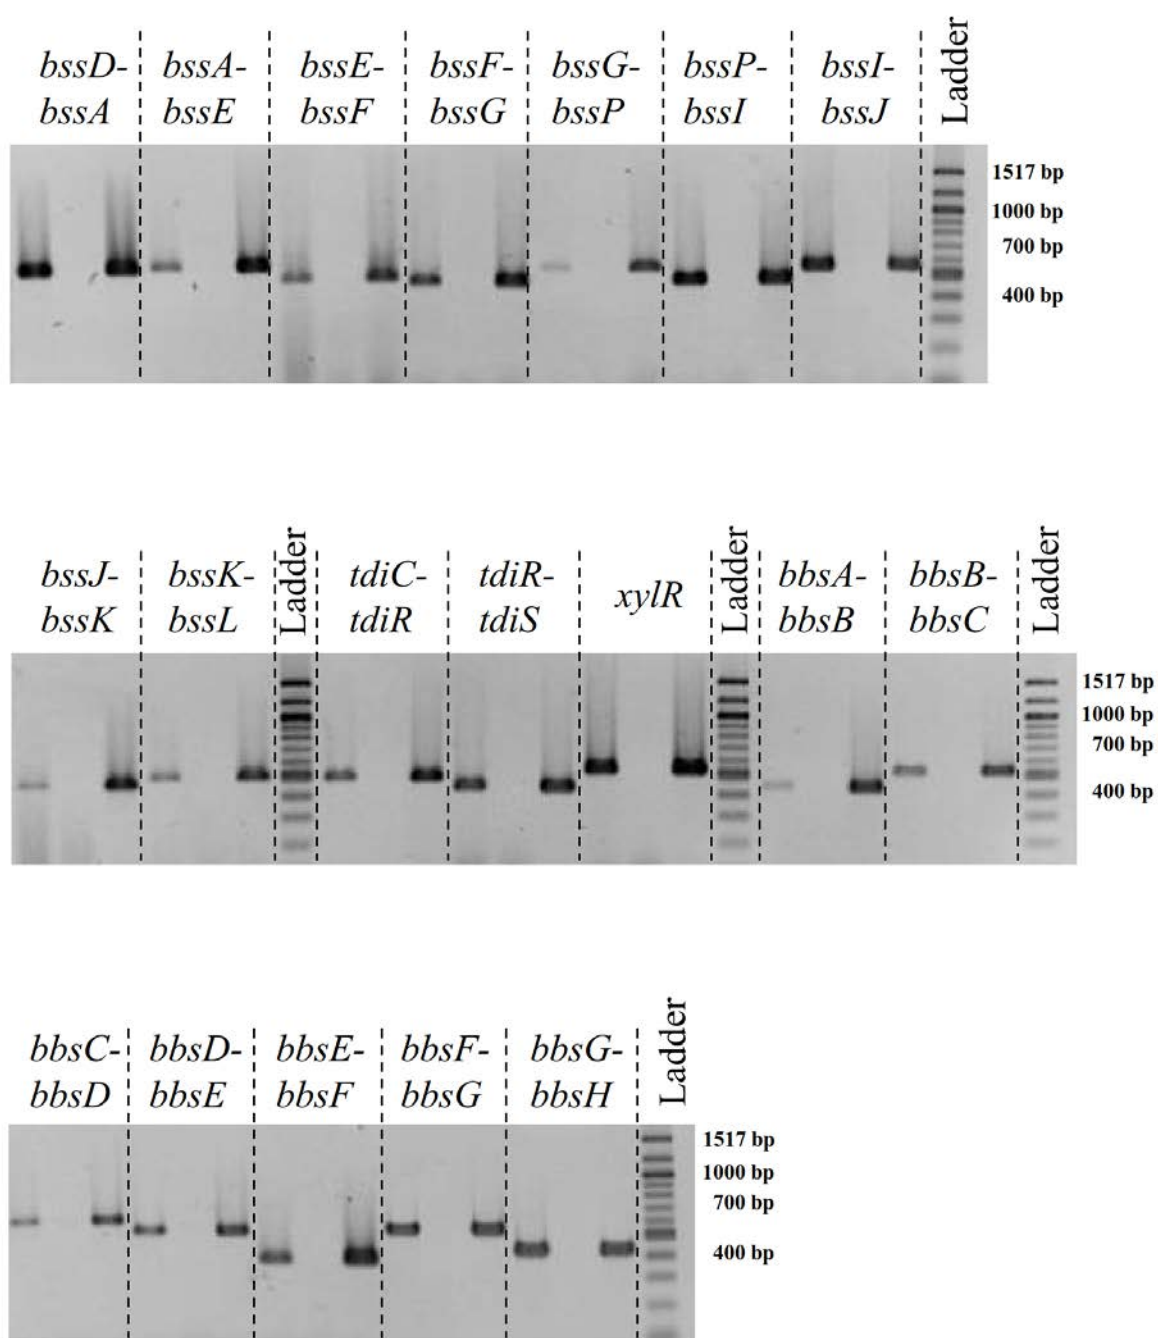 bssD- bssA- bssE- bssF- bssG- bssP- bssI- Ladder
bssA bssE bssF bssG bssP bssI bssJ
1517 bp
1000 bp
700 bp
400 bp
bssJ- bssK- Ladder tdiC- tdiR- xylR Ladder bbsA- bbsB- Ladder
bssK bssL tdiR tdiS bbsB bbsC
1517 bp
1000 bp
700 bp
400 bp
bbsC- bbsD- bbsE- bbsF- bbsG- Ladder
bbsD bbsE bbsF bbsG bbsH
1517 bp
1000 bp
700 bp
400 bp